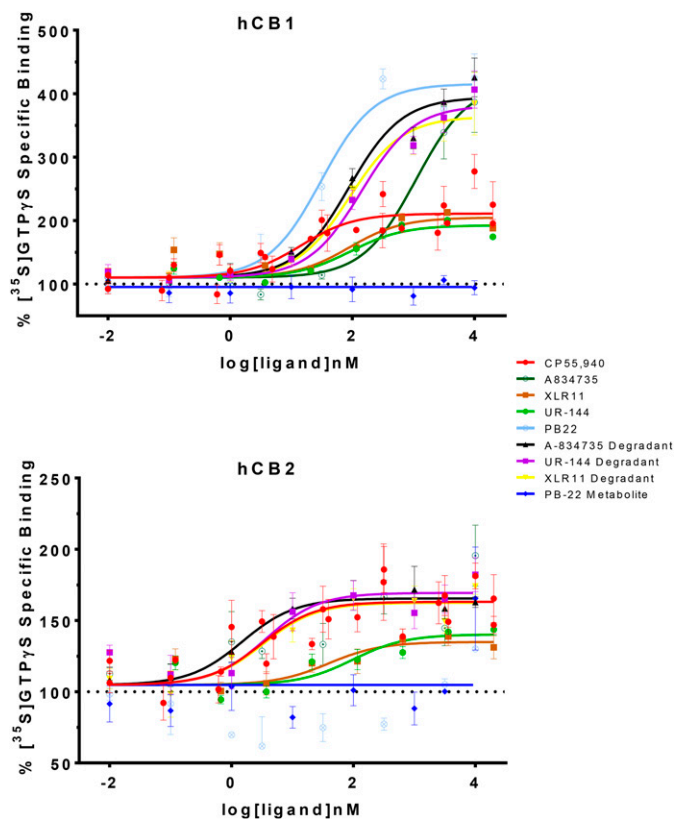 hCB1
500
400
300
200
100
-2
0
2
4
% [³⁵S]GTPγS Specific Binding
log[ligand]nM
CP55,940
A834735
XLR11
UR-144
PB22
A-834735 Degradant
UR-144 Degradant
XLR11 Degradant
PB-22 Metabolite
hCB2
250
200
150
100
50
-2
0
2
4
% [³⁵S]GTPγS Specific Binding
log[ligand]nM